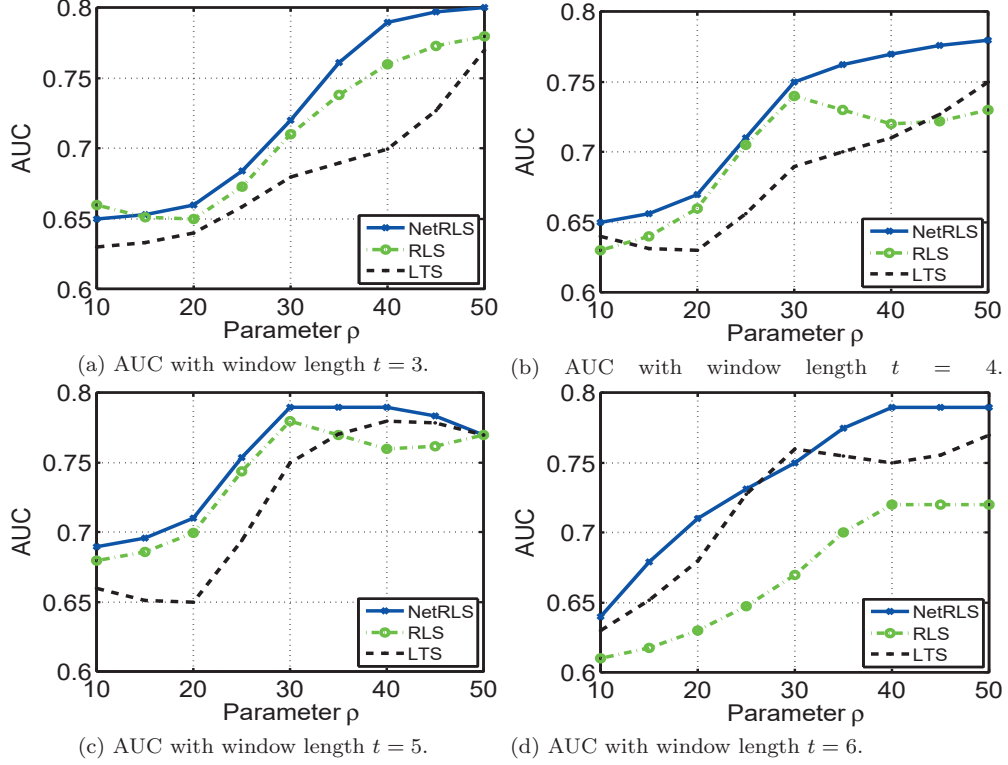 0.8
0.75
0.7
0.65
0.6
AUC
NetRLS
RLS
LTS
10 20 30 40 50
Parameter ρ
(a) AUC with window length t = 3.
0.8
0.75
0.7
0.65
0.6
AUC
NetRLS
RLS
LTS
10 20 30 40 50
Parameter ρ
(b) AUC with window length t = 4.
0.8
0.75
0.7
0.65
0.6
AUC
NetRLS
RLS
LTS
10 20 30 40 50
Parameter ρ
(c) AUC with window length t = 5.
0.8
0.75
0.7
0.65
0.6
AUC
NetRLS
RLS
LTS
10 20 30 40 50
Parameter ρ
(d) AUC with window length t = 6.